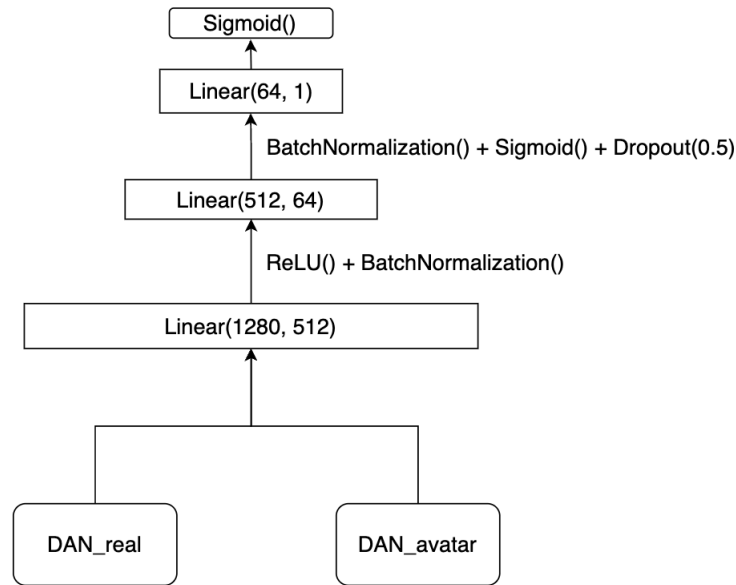 Sigmoid()
Linear(64, 1)
BatchNormalization() + Sigmoid() + Dropout(0.5)
Linear(512, 64)
ReLU() + BatchNormalization()
Linear(1280, 512)
DAN_real
DAN_avatar